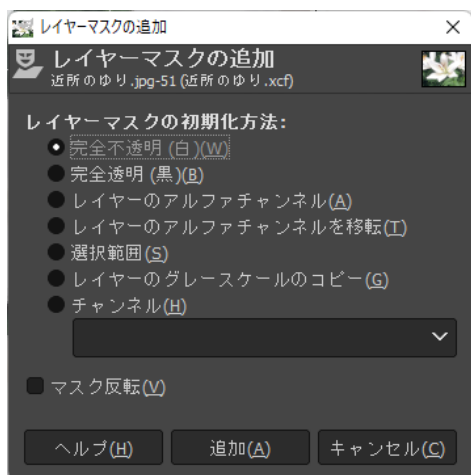 レイヤーマスクの追加
レイヤーマスクの追加
近所のゆり.jpg-51 (近所のゆり.xcf)
レイヤーマスクの初期化方法:
完全不透明 (白)(W)
完全透明 (黒)(B)
レイヤーのアルファチャンネル(A)
レイヤーのアルファチャンネルを移転(T)
選択範囲(S)
レイヤーのグレースケールのコピー(G)
チャンネル(H)
マスク反転(V)
ヘルプ(H) 追加(A) キャンセル(C)